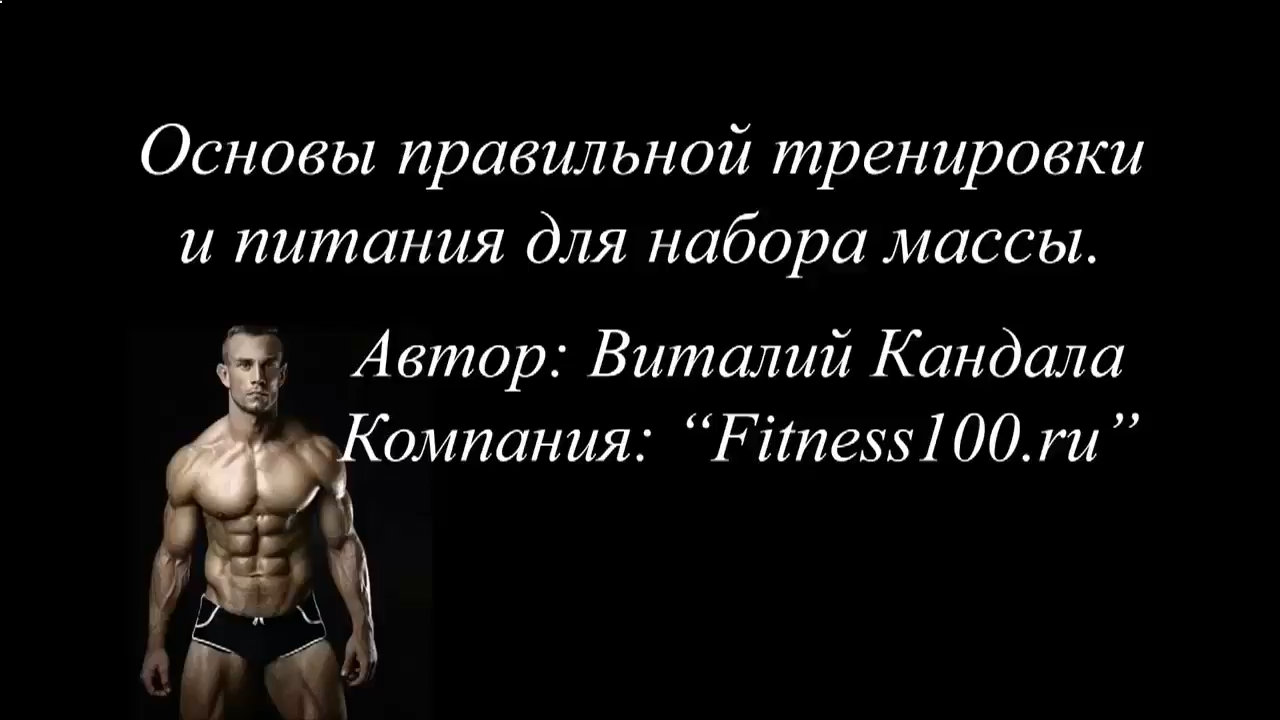 Основы правильной тренировки
и питания для набора массы.
Автор: Виталий Кандала
Компания: “Fitness100.ru”